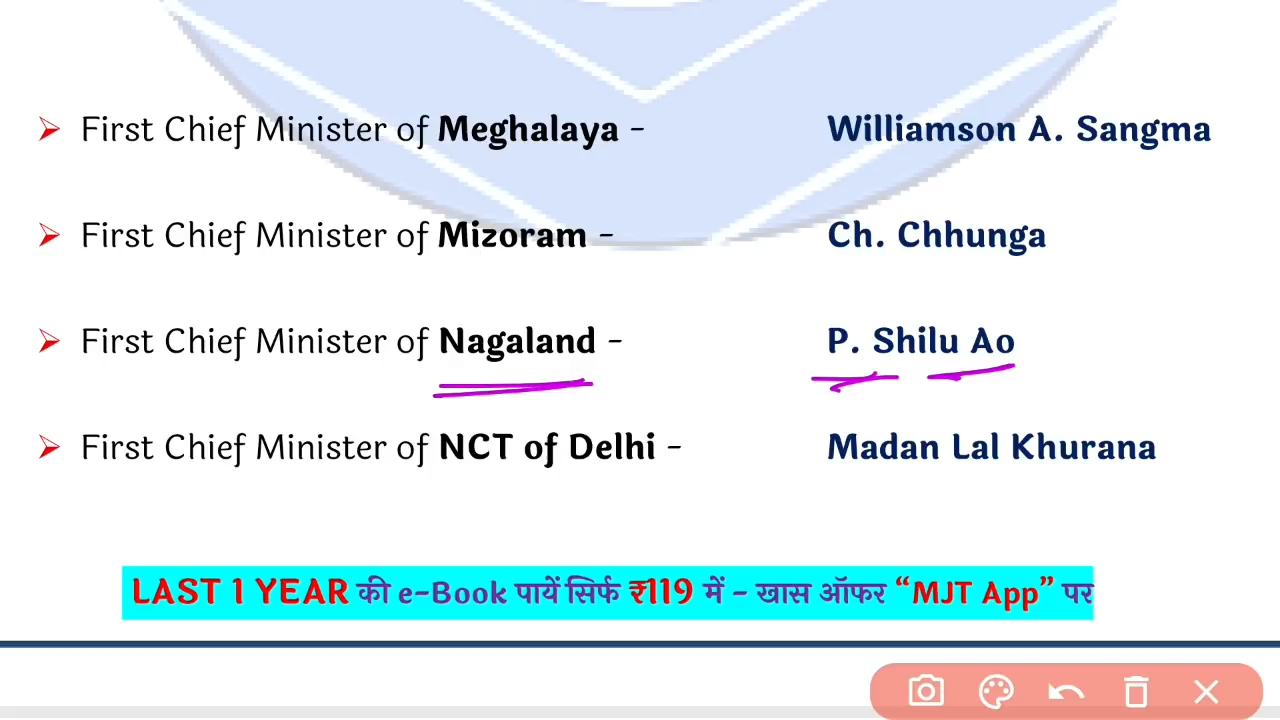 ➢ First Chief Minister of Meghalaya - Williamson A. Sangma
➢ First Chief Minister of Mizoram - Ch. Chhunga
➢ First Chief Minister of Nagaland - P. Shilu Ao
➢ First Chief Minister of NCT of Delhi - Madan Lal Khurana
LAST 1 YEAR की e-Book पायें सिर्फ ₹119 में - खास ऑफर “MJT App” पर